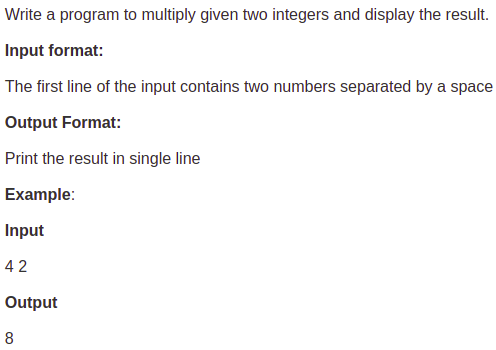 Write a program to multiply given two integers and display the result.
Input format:
The first line of the input contains two numbers separated by a space
Output Format:
Print the result in single line
Example:
Input
4 2
Output
8